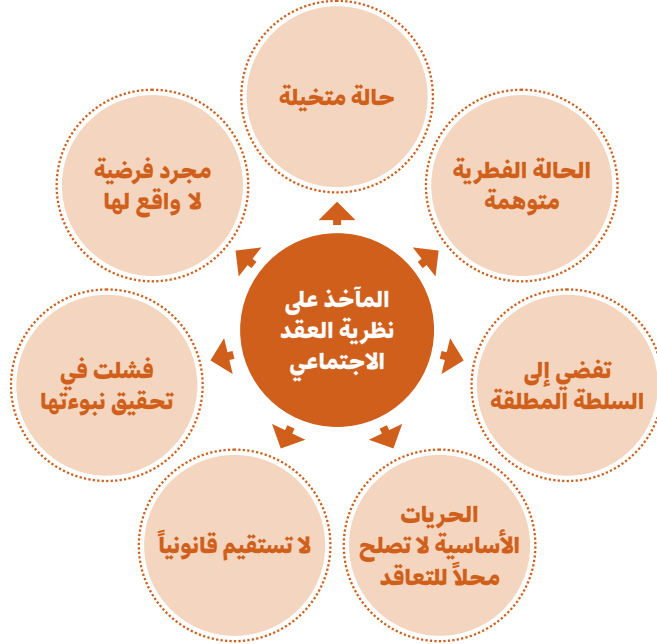 المآخذ على
نظرية العقد
الاجتماعي
حالة متخيلة
الحالة الفطرية
متوهمة
تفضي إلى
السلطة المطلقة
الحريات
الأساسية لا تصلح
محلاً للتعاقد
لا تستقيم قانونياً
فشلت في
تحقيق نبوءتها
مجرد فرضية
لا واقع لها